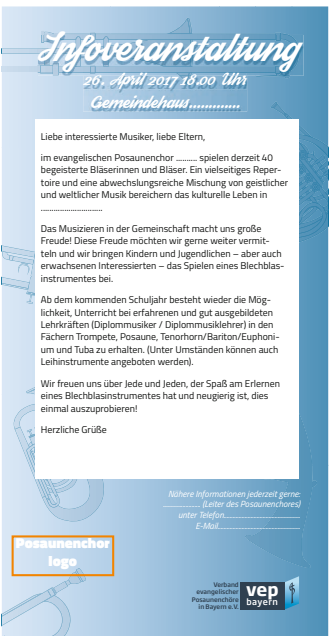 Infoveranstaltung
26. April 2017 18.00 Uhr
Gemeindehaus.............
Liebe interessierte Musiker, liebe Eltern,
im evangelischen Posaunenchor .......... spielen derzeit 40
begeisterte Bläserinnen und Bläser. Ein vielseitiges Reper-
toire und eine abwechslungsreiche Mischung von geistlicher
und weltlicher Musik bereichern das kulturelle Leben in
.............................
Das Musizieren in der Gemeinschaft macht uns große
Freude! Diese Freude möchten wir gerne weiter vermit-
teln und wir bringen Kindern und Jugendlichen – aber auch
erwachsenen Interessierten – das Spielen eines Blechblas-
instrumentes bei.
Ab dem kommenden Schuljahr besteht wieder die Mög-
lichkeit, Unterricht bei erfahrenen und gut ausgebildeten
Lehrkräften (Diplommusiker / Diplommusiklehrer) in den
Fächern Trompete, Posaune, Tenorhorn/Bariton/Euphoni-
um und Tuba zu erhalten. (Unter Umständen können auch
Leihinstrumente angeboten werden).
Wir freuen uns über Jede und Jeden, der Spaß am Erlernen
eines Blechblasinstrumentes hat und neugierig ist, dies
einmal auszuprobieren!
Herzliche Grüße
Nähere Informationen jederzeit gerne:
.................. (Leiter des Posaunenchores)
unter Telefon....................................
E-Mail.......................................
Posaunenchor
logo
Verband
evangelischer
Posaunenchöre
in Bayern e.V.
vep
bayern